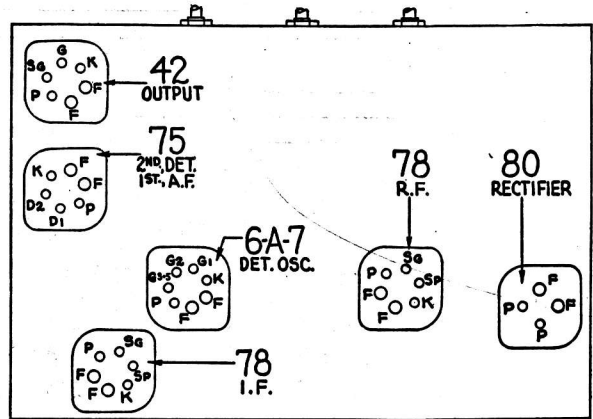 G
SG K
P F
F
42
OUTPUT
75
2ND, DET.
1ST., A.F.
K F
F
D2 P
D1
78
R.F.
80
RECTIFIER
6-A-7
DET. OSC.
G2 G1
G3-5 K
P F
F
SG
P SP
F K
F
F
P F
P
P SG
SP
F K
F
78
I.F.